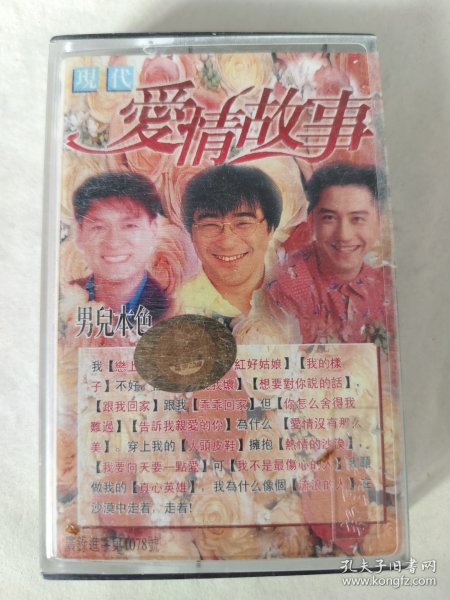 現代
愛情故事
男兒本色
我【戀上
紅好姑娘】【我的樣
子】不好
我壞】【想要對你說的話】,
【跟我回家】跟我【乖乖回家】但【你怎么舍得我
難過】【告訴我親愛的你】為什么【愛情沒有那么
美】。穿上我的【人頭皮鞋】擁抱【熱情的沙漠】..
【我要向天要一點愛】可【我不是最傷心的人】我願
做我的【真心英雄】,我為什么像個【流浪的人】在
沙漠中走着,走着!
進字
1078號
孔夫子旧书网
www.kongfz.com